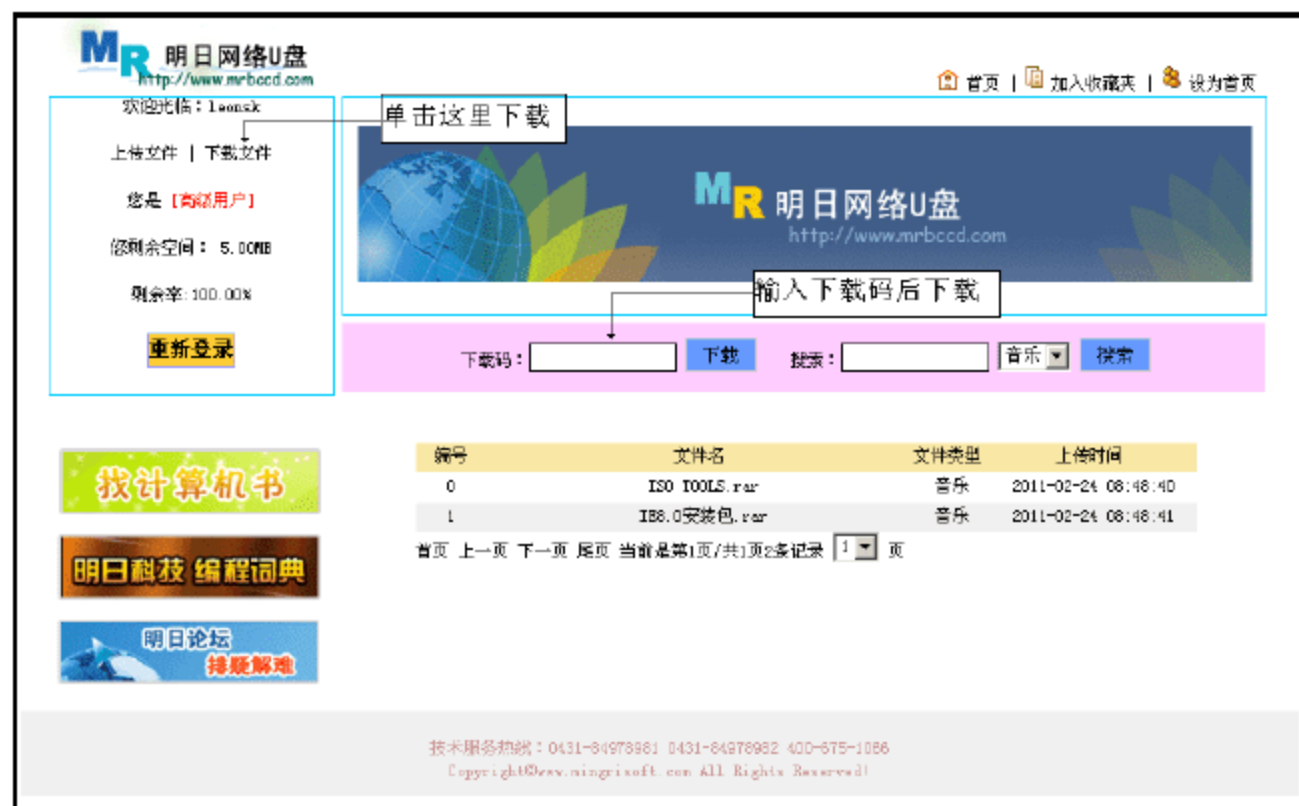 MR 明日网络U盘
http://www.mrbccd.com
首页 | 加入收藏夹 | 设为首页
欢迎光临：leonsk
单击这里下载
上传文件 | 下载文件
您是 [高级用户]
您剩余空间： 5.00MB
剩余率:100.00%
重新登录
MR 明日网络U盘
http://www.mrbccd.com
输入下载码后下载
下载码： 下载 搜索： 音乐 搜索
编号 文件名 文件类型 上传时间
0 ISO TOOLS.rar 音乐 2011-02-24 08:48:40
1 IE8.0安装包.rar 音乐 2011-02-24 08:48:41
首页 上一页 下一页 尾页 当前是第1页/共1页2条记录 1 页
找计算机书
明日科技 编程词典
明日论坛
排疑解难
技术服务热线：0431-84978981 0431-84978982 400-675-1066
Copyright©www.mingrisoft.com All Rights Reserved!